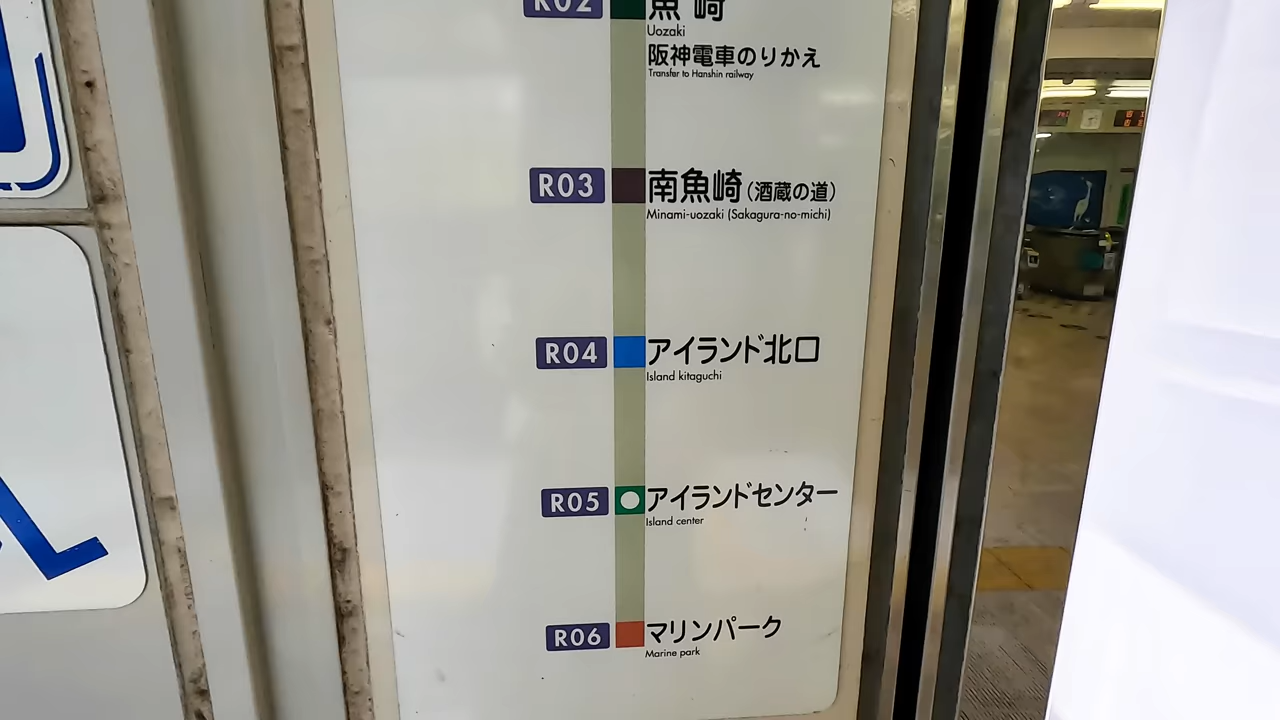 R02 魚崎
Uozaki
阪神電車のりかえ
Transfer to Hanshin railway
R03 南魚崎(酒蔵の道)
Minami-uozaki (Sakagura-no-michi)
R04 アイランド北口
Island kitaguchi
R05 アイランドセンター
Island center
R06 マリンパーク
Marine park